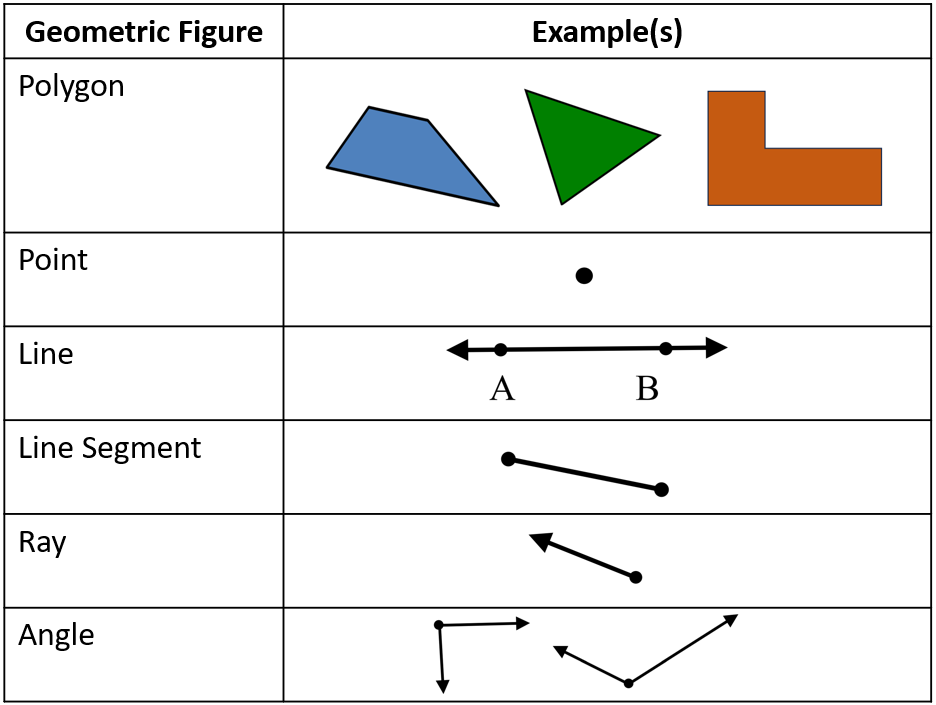 Geometric Figure Example(s)
Polygon
Point
Line
A B
Line Segment
Ray
Angle